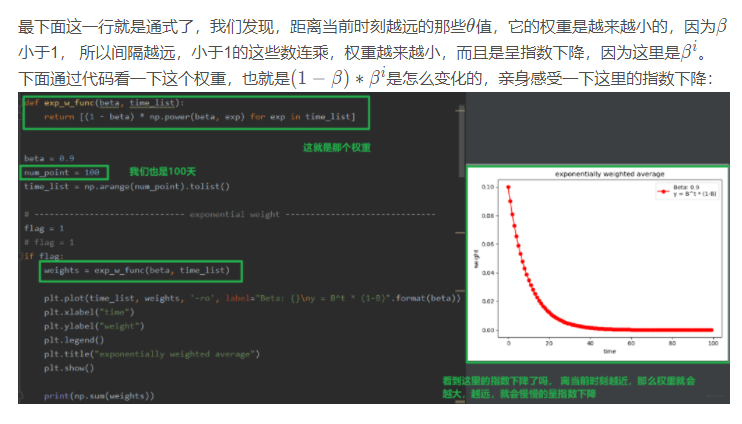 最下面这一行就是通式了，我们发现，距离当前时刻越远的那些θ值，它的权重是越来越小的，因为β
小于1， 所以间隔越远，小于1的这些数连乘，权重越来越小，而且是呈指数下降，因为这里是βⁱ。
下面通过代码看一下这个权重，也就是(1 − β) ∗ βⁱ是怎么变化的，亲身感受一下这里的指数下降：
def exp_w_func(beta, time_list):
return [(1 - beta) * np.power(beta, exp) for exp in time_list]
这就是那个权重
beta = 0.9
num_point = 100
我们也是100天
time_list = np.arange(num_point).tolist()
# ------------------------------ exponential weight ------------------------------
flag = 1
# flag = 1
if flag:
weights = exp_w_func(beta, time_list)
plt.plot(time_list, weights, '-ro', label="Beta: {}\ny = B^t * (1-B)".format(beta))
plt.xlabel("time")
plt.ylabel("weight")
plt.legend()
plt.title("exponentially weighted average")
plt.show()
print(np.sum(weights))
exponentially weighted average
Beta: 0.9
y = B^t * (1-B)
0.10
0.08
0.06
0.04
0.02
0.00
weight
0 20 40 60 80 100
time
看到这里的指数下降了吗， 离当前时刻越近，那么权重就会
越大，越远，就会慢慢的呈指数下降